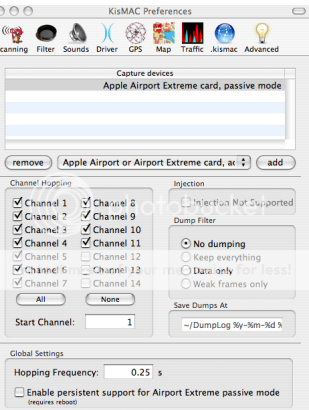 KisMAC Preferences
canning Filter Sounds Driver GPS Map Traffic .kismac Advanced
Capture devices
Apple Airport Extreme card, passive mode
remove Apple Airport or Airport Extreme card, ac add
Channel Hopping
Channel 1 Channel 8
Channel 2 Channel 9
Channel 3 Channel 10
Channel 4 Channel 11
Channel 5 Channel 12
Channel 6 Channel 13
Channel 7 Channel 14
All None
Start Channel: 1
Injection
Injection Not Supported
Dump Filter
No dumping
Keep everything
Data only
Weak frames only
Save Dumps At
~/DumpLog %y-%m-%d %
Global Settings
Hopping Frequency: 0.25 s
Enable persistent support for Airport Extreme passive mode
(requires reboot)
photobucket